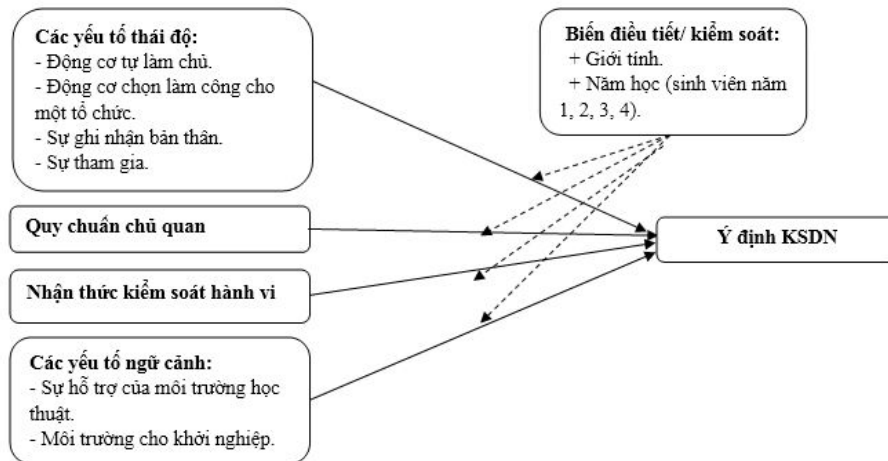 Các yếu tố thái độ:
- Động cơ tự làm chủ.
- Động cơ chọn làm công cho
một tổ chức.
- Sự ghi nhận bản thân.
- Sự tham gia.
Biến điều tiết/ kiểm soát:
+ Giới tính.
+ Năm học (sinh viên năm
1, 2, 3, 4).
Quy chuẩn chủ quan
Ý định KSDN
Nhận thức kiểm soát hành vi
Các yếu tố ngữ cảnh:
- Sự hỗ trợ của môi trường học
thuật.
- Môi trường cho khởi nghiệp.